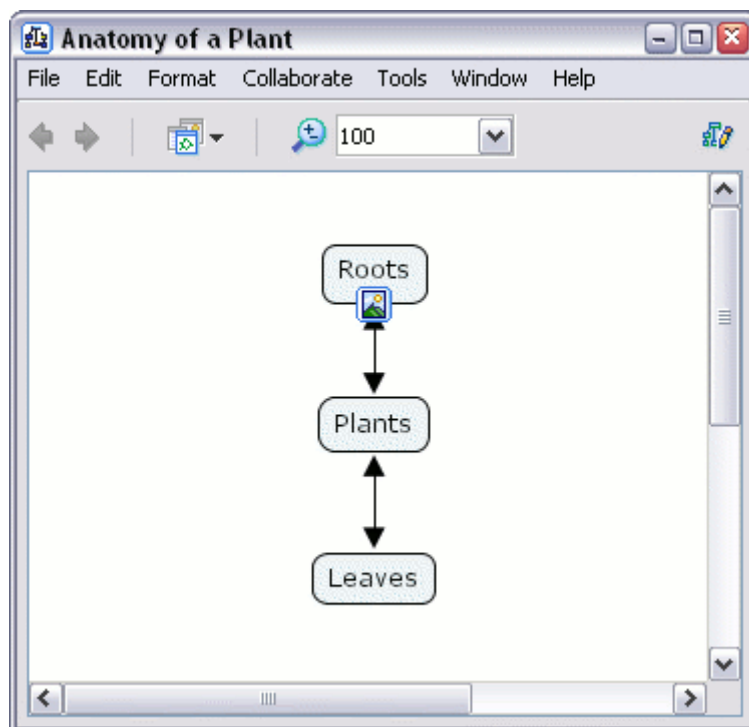 Anatomy of a Plant
File Edit Format Collaborate Tools Window Help
100
Roots
Plants
Leaves